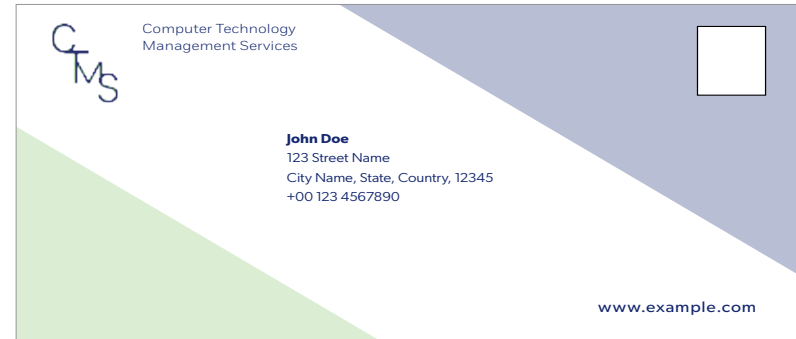 CTMS
Computer Technology
Management Services
John Doe
123 Street Name
City Name, State, Country, 12345
+00 123 4567890
www.example.com